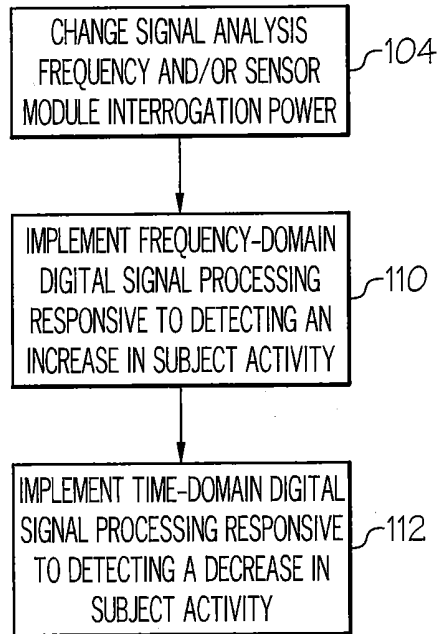 CHANGE SIGNAL ANALYSIS
FREQUENCY AND/OR SENSOR
MODULE INTERROGATION POWER
104
IMPLEMENT FREQUENCY-DOMAIN
DIGITAL SIGNAL PROCESSING
RESPONSIVE TO DETECTING AN
INCREASE IN SUBJECT ACTIVITY
110
IMPLEMENT TIME-DOMAIN DIGITAL
SIGNAL PROCESSING RESPONSIVE
TO DETECTING A DECREASE IN
SUBJECT ACTIVITY
112